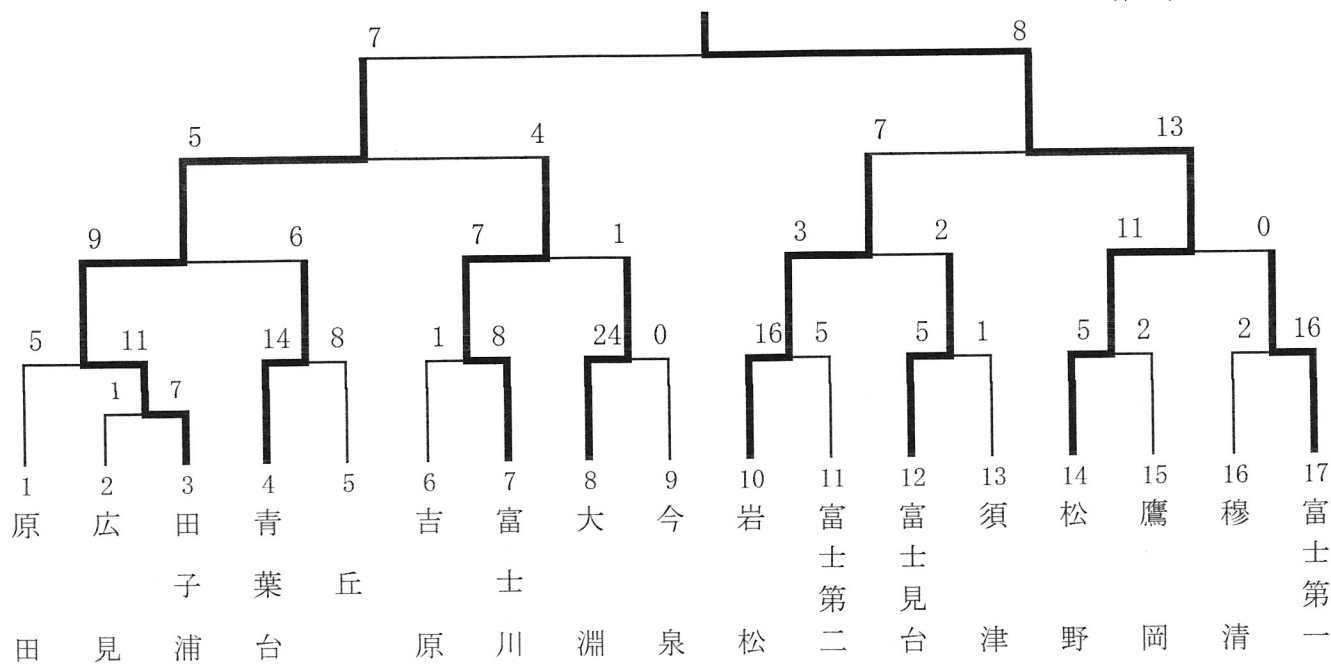 7 8
5 4 7 13
9 6 7 1 3 2 11 0
5 11 14 8 1 8 24 0 16 5 5 1 5 2 2 16
1 7
1 2 3 4 5 6 7 8 9 10 11 12 13 14 15 16 17
原田
広見
田子浦
青葉台
丘
吉原
富士川
大淵
今泉
岩松
富士第二
富士見台
須津
松野
鷹岡
穆清
富士第一